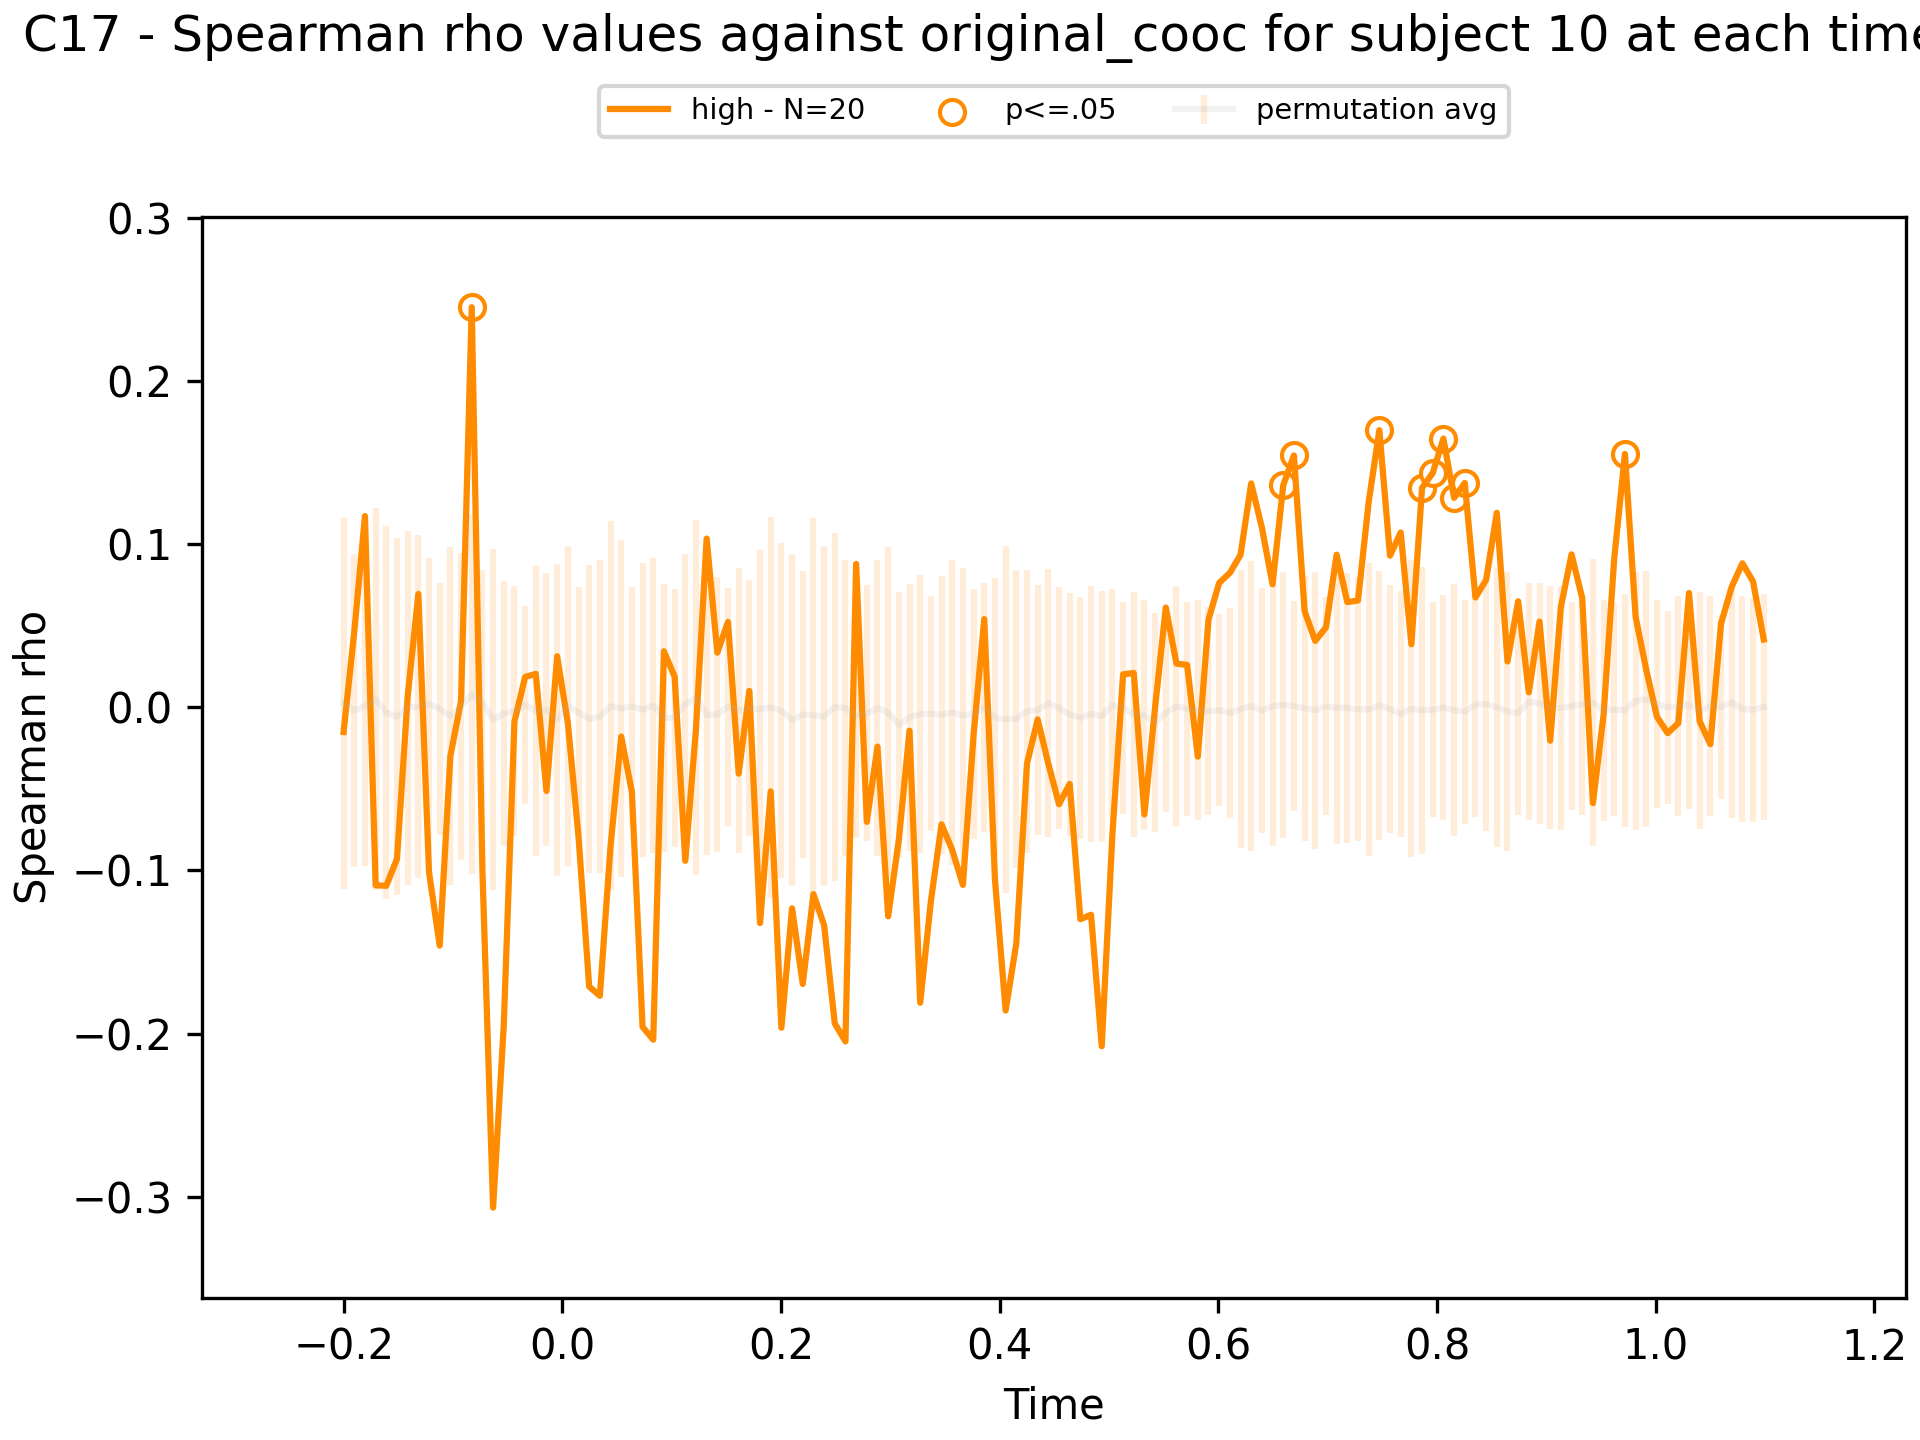 C17 - Spearman rho values against original_cooc for subject 10 at each time
high - N=20 p<=.05 permutation avg
0.3
0.2
0.1
0.0
−0.1
−0.2
−0.3
Spearman rho
−0.2 0.0 0.2 0.4 0.6 0.8 1.0 1.2
Time